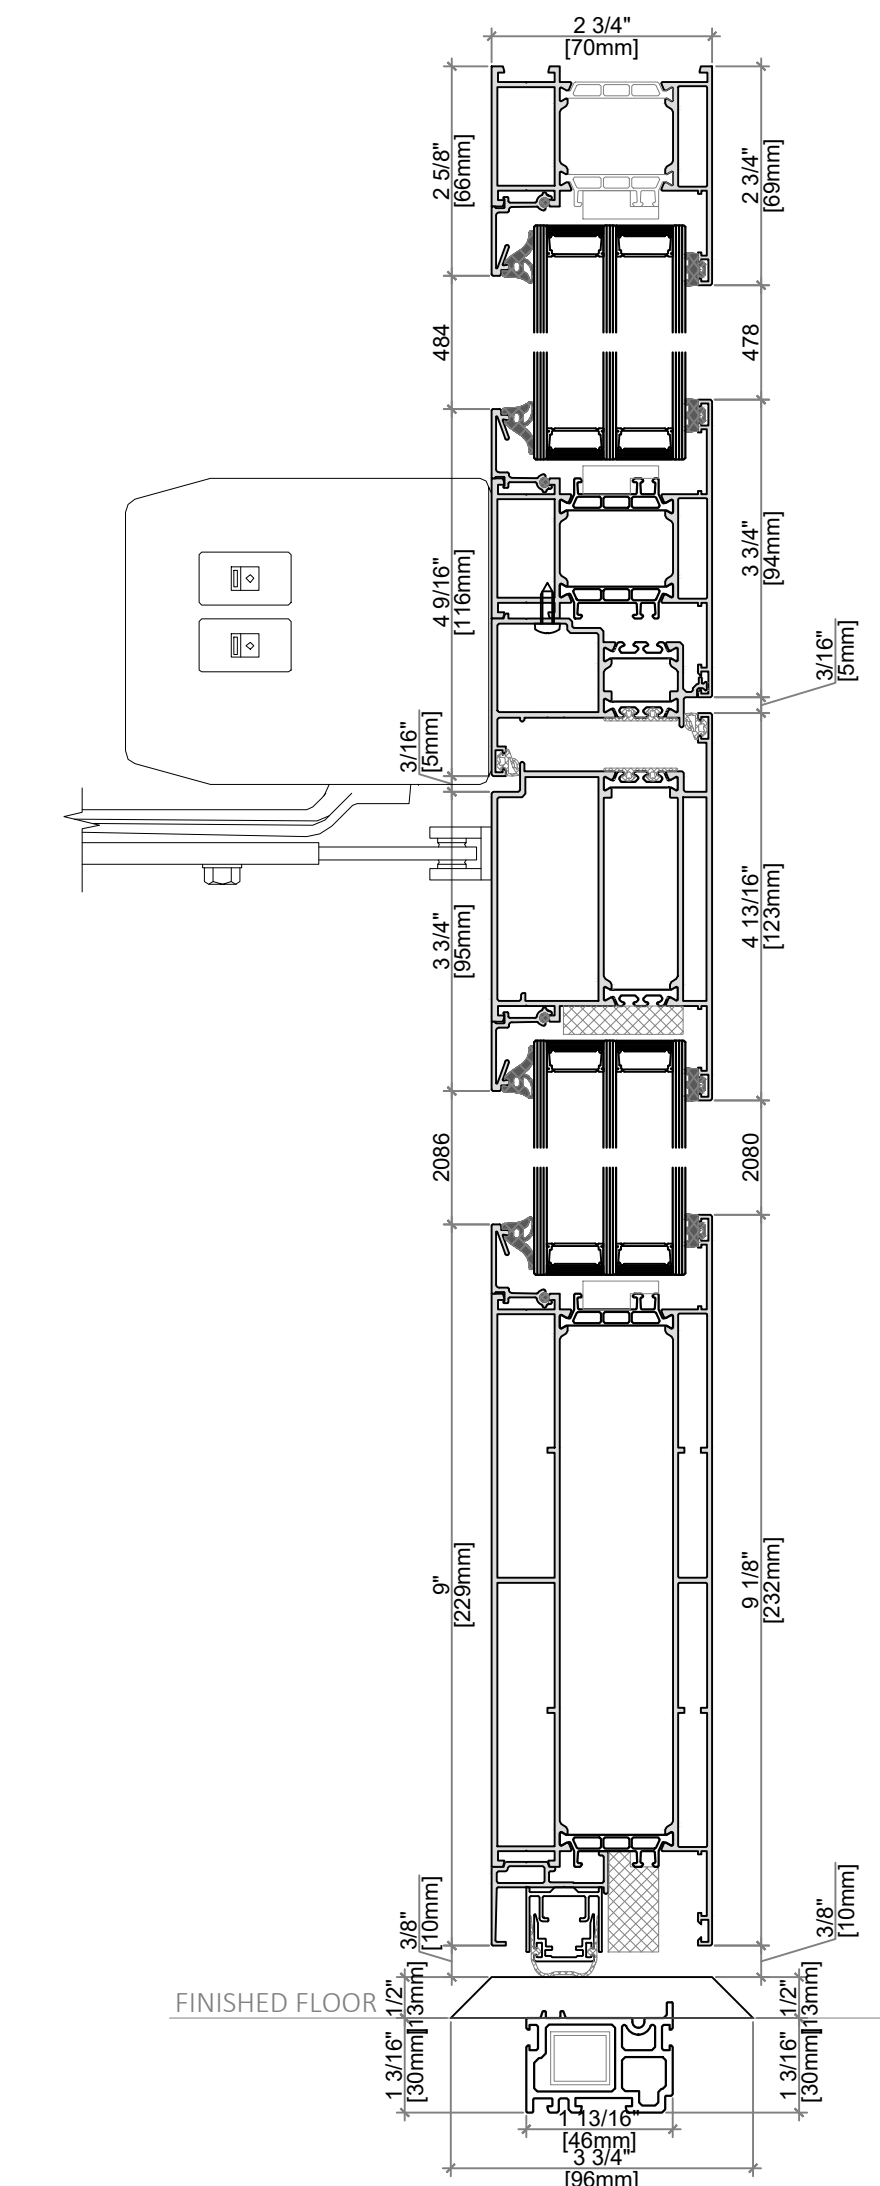 2 3/4"
[70mm]
2 5/8"
[66mm]
2 3/4"
[69mm]
484
478
4 9/16"
[116mm]
3 3/4"
[94mm]
3/16"
[5mm]
3/16"
[5mm]
3 3/4"
[95mm]
4 13/16"
[123mm]
2086
2080
9"
[229mm]
9 1/8"
[232mm]
3/8"
[10mm]
3/8"
[10mm]
FINISHED FLOOR
1/2"
[13mm]
1/2"
[13mm]
1 3/16"
[30mm]
1 3/16"
[30mm]
1 13/16"
[46mm]
3 3/4"
[96mm]